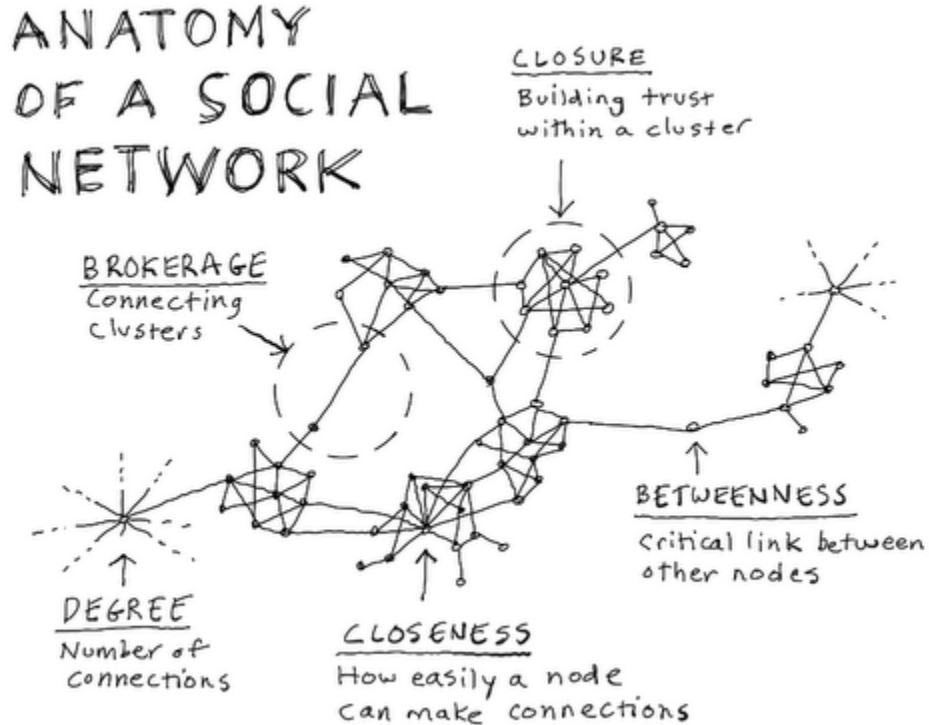 ANATOMY
OF A SOCIAL
NETWORK
CLOSURE
Building trust
within a cluster
BROKERAGE
Connecting
clusters
BETWEENNESS
Critical link between
other nodes
DEGREE
Number of
connections
CLOSENESS
How easily a node
can make connections